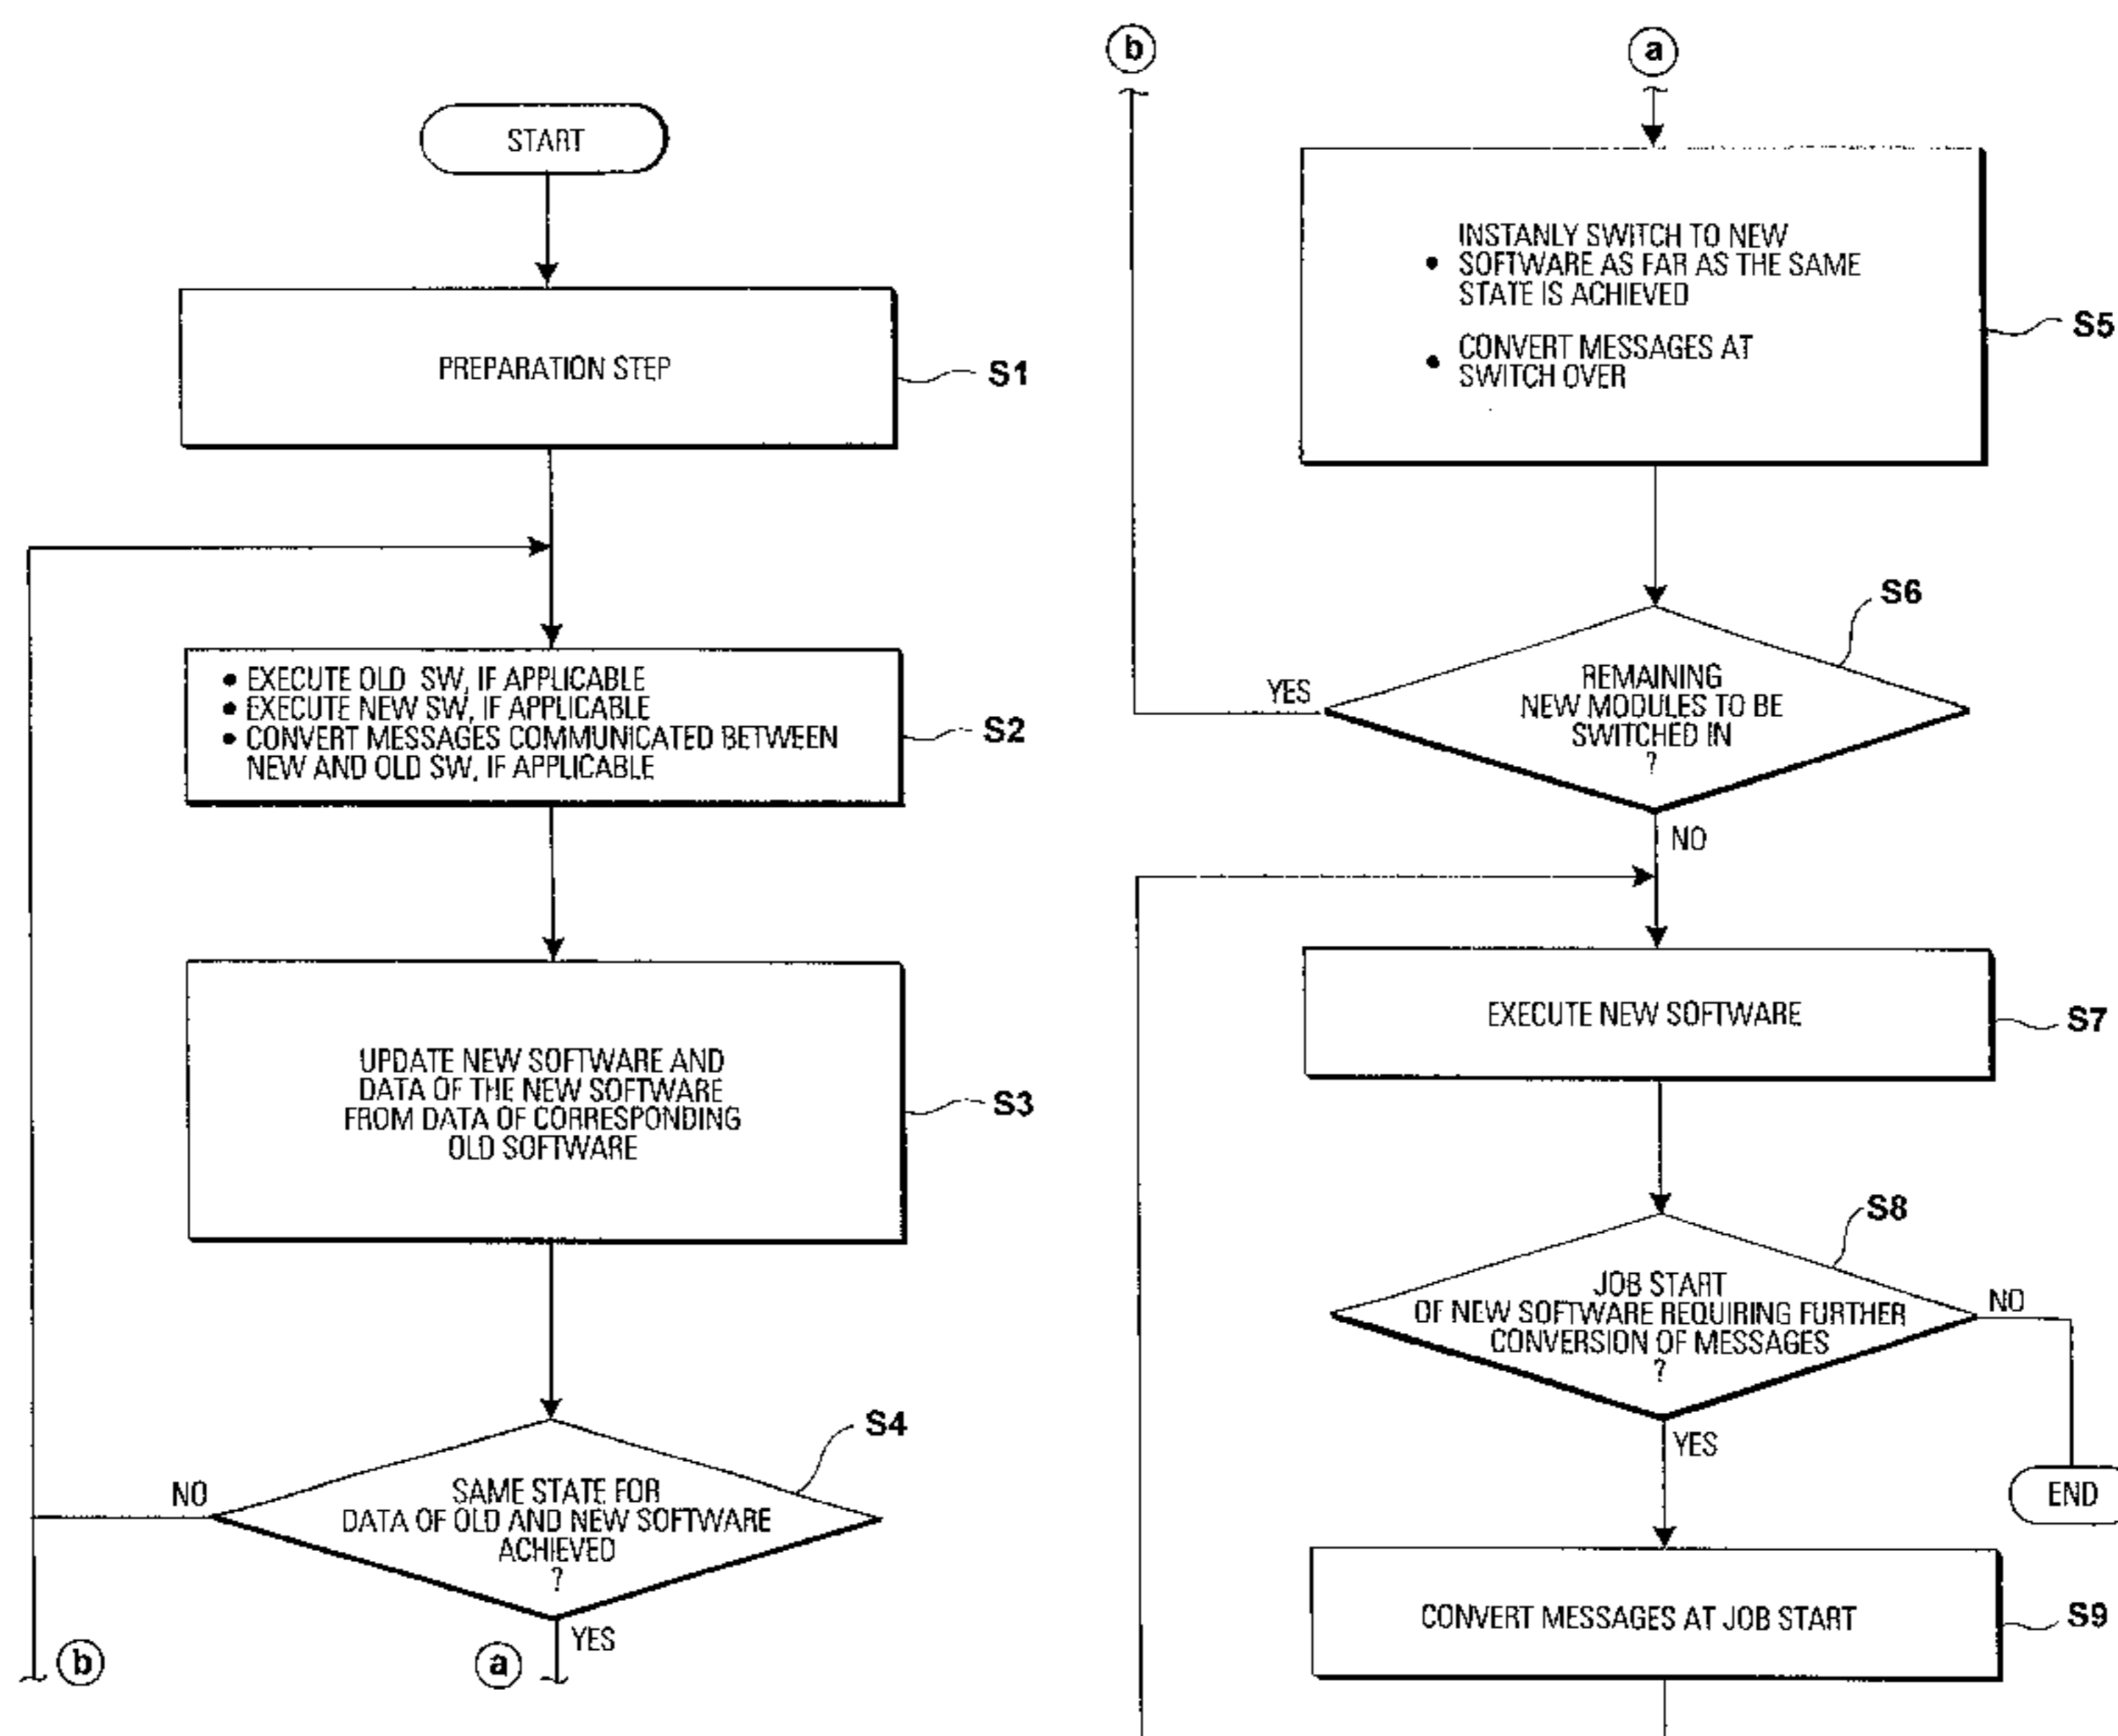 START
PREPARATION STEP
S1
• EXECUTE OLD SW, IF APPLICABLE
• EXECUTE NEW SW, IF APPLICABLE
• CONVERT MESSAGES COMMUNICATED BETWEEN
NEW AND OLD SW, IF APPLICABLE
S2
UPDATE NEW SOFTWARE AND
DATA OF THE NEW SOFTWARE
FROM DATA OF CORRESPONDING
OLD SOFTWARE
S3
S4
NO
SAME STATE FOR
DATA OF OLD AND NEW SOFTWARE
ACHIEVED
?
YES
b
a
b
a
INSTANLY SWITCH TO NEW
• SOFTWARE AS FAR AS THE SAME
STATE IS ACHIEVED
• CONVERT MESSAGES AT
SWITCH OVER
S5
S6
YES
REMAINING
NEW MODULES TO BE
SWITCHED IN
?
NO
EXECUTE NEW SOFTWARE
S7
S8
JOB START
OF NEW SOFTWARE REQUIRING FURTHER
CONVERSION OF MESSAGES
?
NO
YES
END
CONVERT MESSAGES AT JOB START
S9